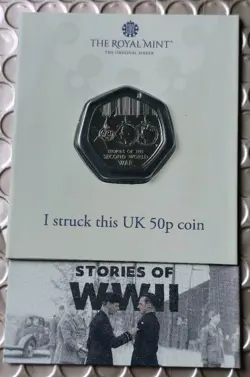 THE ROYAL MINT®
THE ORIGINAL MAKER
STORIES OF THE
SECOND WORLD
WAR
I struck this UK 50p coin
STORIES OF
WWII